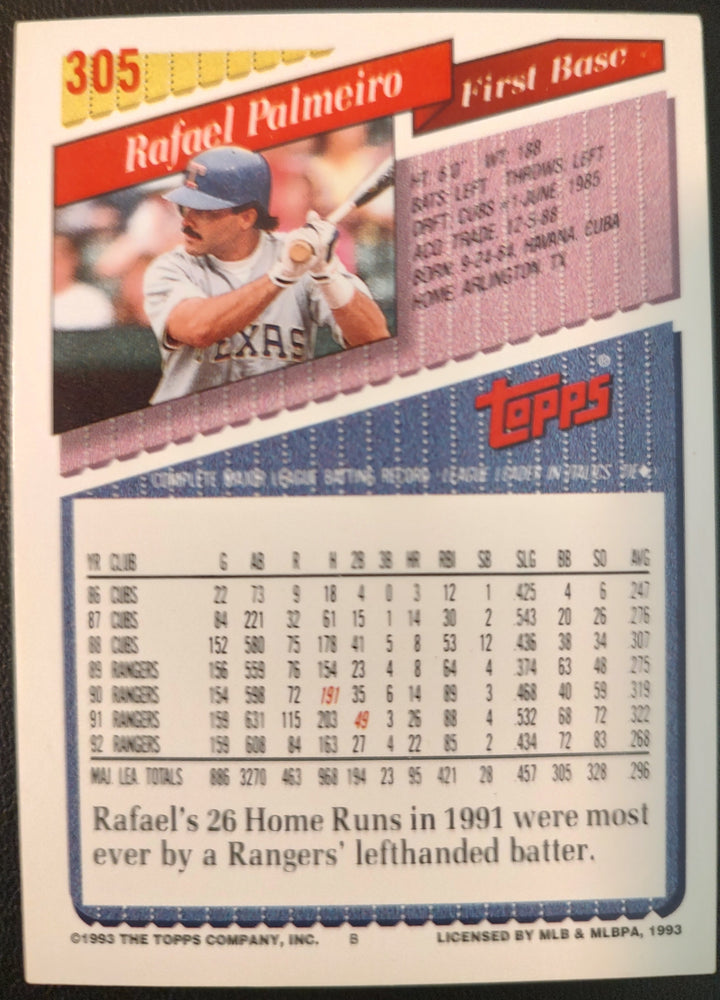 305
Rafael Palmeiro
First Base
HT: 6'0" WT: 188
BATS: LEFT THROWS: LEFT
DRFT: CUBS #1-JUNE, 1985
ACQ: TRADE, 12-5-88
BORN: 9-24-64, HAVANA, CUBA
HOME: ARLINGTON, TX
TEXAS
topps®
COMPLETE MAJOR LEAGUE BATTING RECORD LEAGUE LEADER IN ITALICS TIE◆
YR CLUB G AB R H 2B 3B HR RBI SB SLG BB SO AVG
86 CUBS 22 73 9 18 4 0 3 12 1 .425 4 6 .247
87 CUBS 84 221 32 61 15 1 14 30 2 .543 20 26 .276
88 CUBS 152 580 75 178 41 5 8 53 12 .436 38 34 .307
89 RANGERS 156 559 76 154 23 4 8 64 4 .374 63 48 .275
90 RANGERS 154 598 72 191 35 6 14 89 3 .468 40 59 .319
91 RANGERS 159 631 115 203 49 3 26 88 4 .532 68 72 .322
92 RANGERS 159 608 84 163 27 4 22 85 2 .434 72 83 .268
MAJ. LEA. TOTALS 886 3270 463 968 194 23 95 421 28 .457 305 328 .296
Rafael's 26 Home Runs in 1991 were most
ever by a Rangers' lefthanded batter.
©1993 THE TOPPS COMPANY, INC. B LICENSED BY MLB & MLBPA, 1993